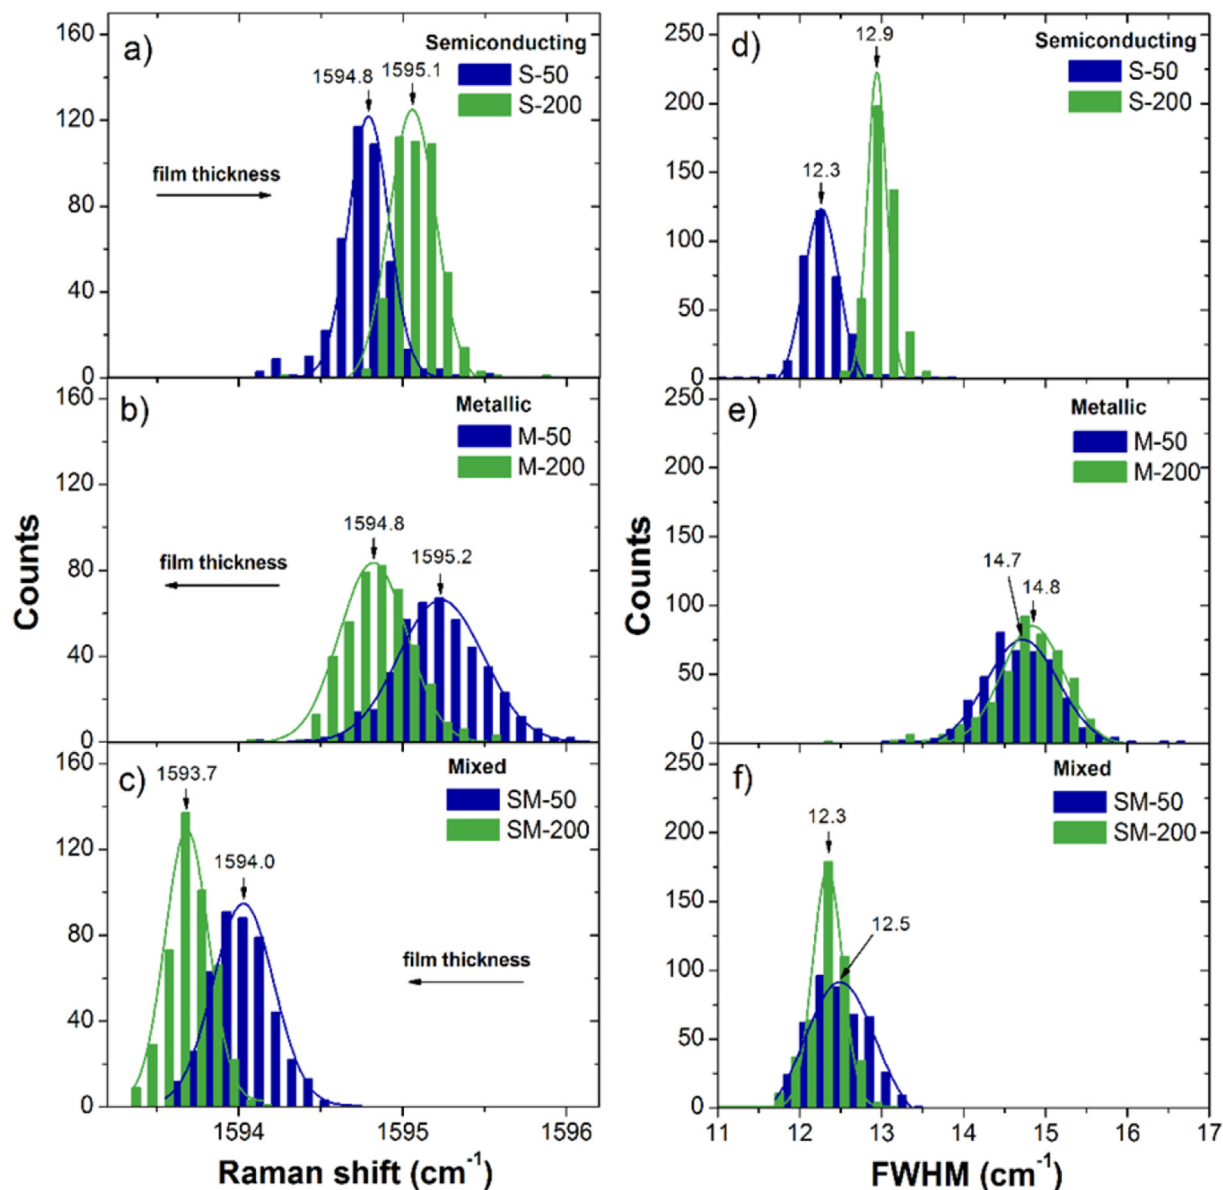 a)
Semiconducting
S-50
S-200
1594.8
1595.1
film thickness
160
120
80
40
0
b)
Metallic
M-50
M-200
1594.8
1595.2
film thickness
160
120
80
40
0
c)
Mixed
SM-50
SM-200
1593.7
1594.0
film thickness
160
120
80
40
0
1594
1595
1596
Counts
Raman shift (cm⁻¹)
d)
Semiconducting
S-50
S-200
12.9
12.3
250
200
150
100
50
0
e)
Metallic
M-50
M-200
14.7
14.8
250
200
150
100
50
0
f)
Mixed
SM-50
SM-200
12.3
12.5
250
200
150
100
50
0
11
12
13
14
15
16
17
Counts
FWHM (cm⁻¹)